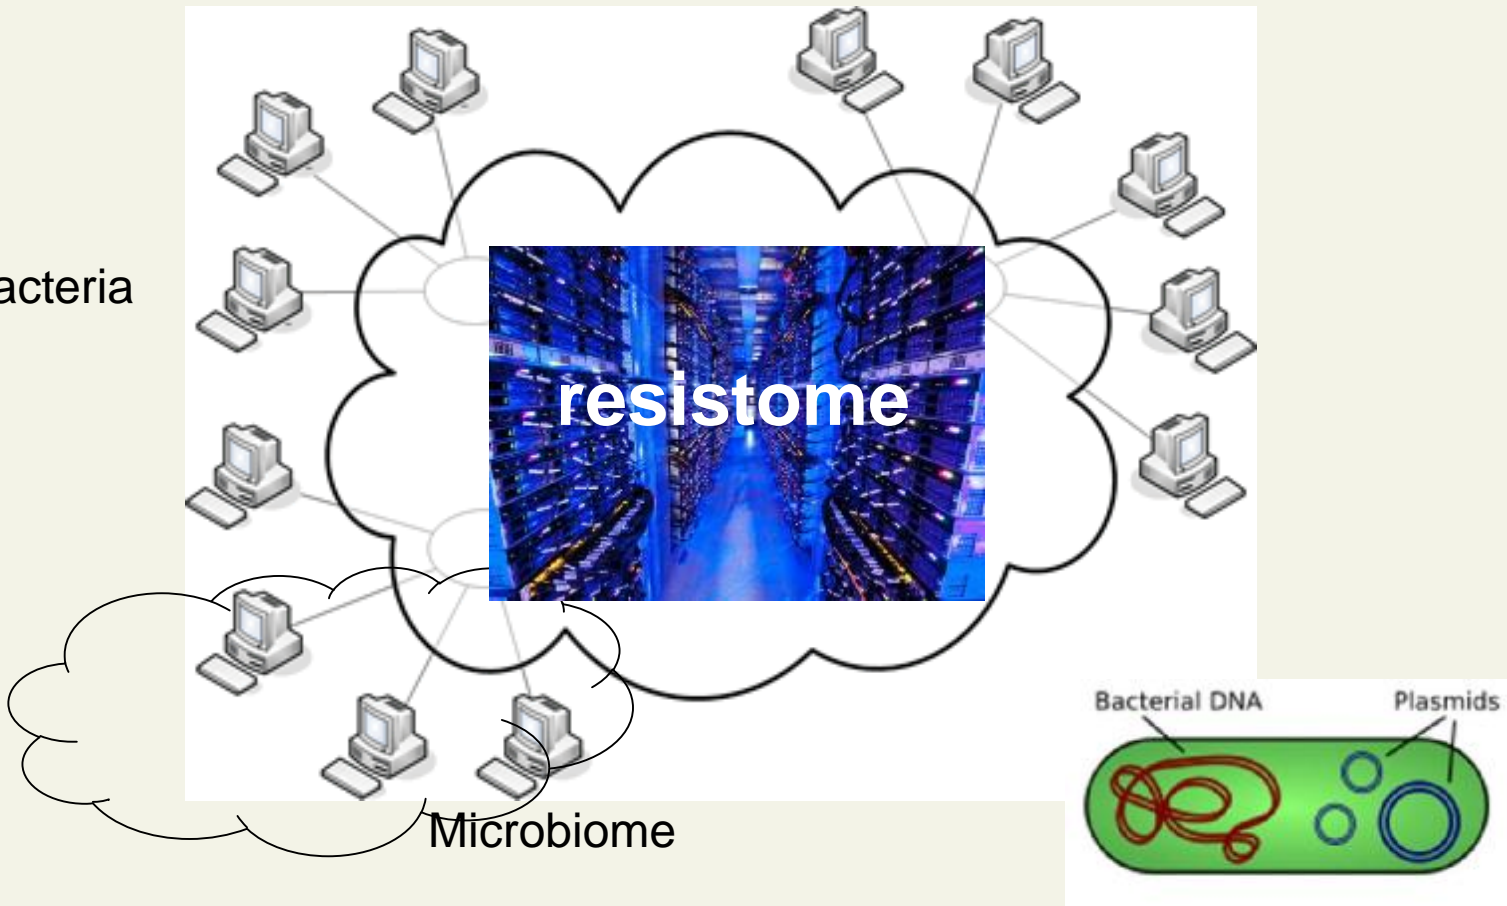 acteria
resistome
Microbiome
Bacterial DNA
Plasmids